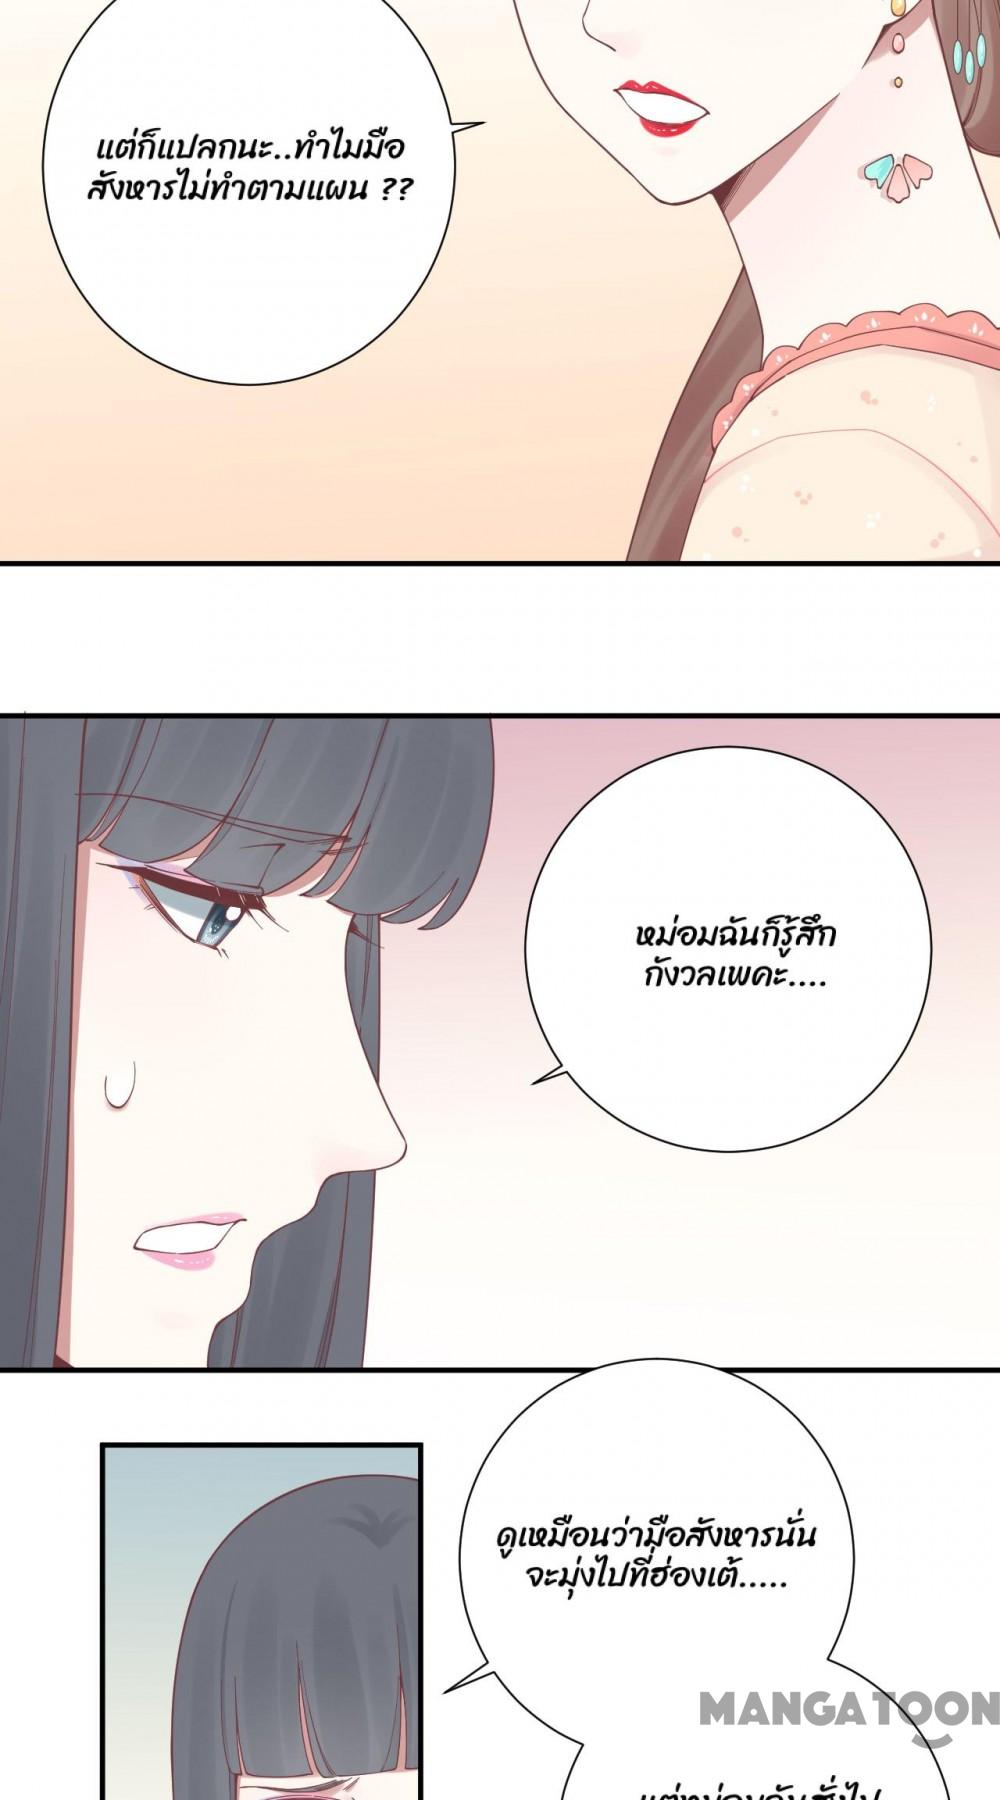 แต่ก็แปลกนะ..ทำไมมือ
สังหารไม่ทำตามแผน ??
หม่อมฉันก็รู้สึก
กังวลเพคะ....
ดูเหมือนว่ามือสังหารนั่น
จะมุ่งไปที่ฮ่องเต้.....
MANGATOON